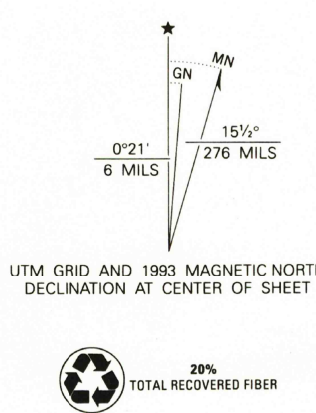 ★
GN
MN
0°21'
6 MILS
15½°
276 MILS
UTM GRID AND 1993 MAGNETIC NORT
DECLINATION AT CENTER OF SHEET
20%
TOTAL RECOVERED FIBER